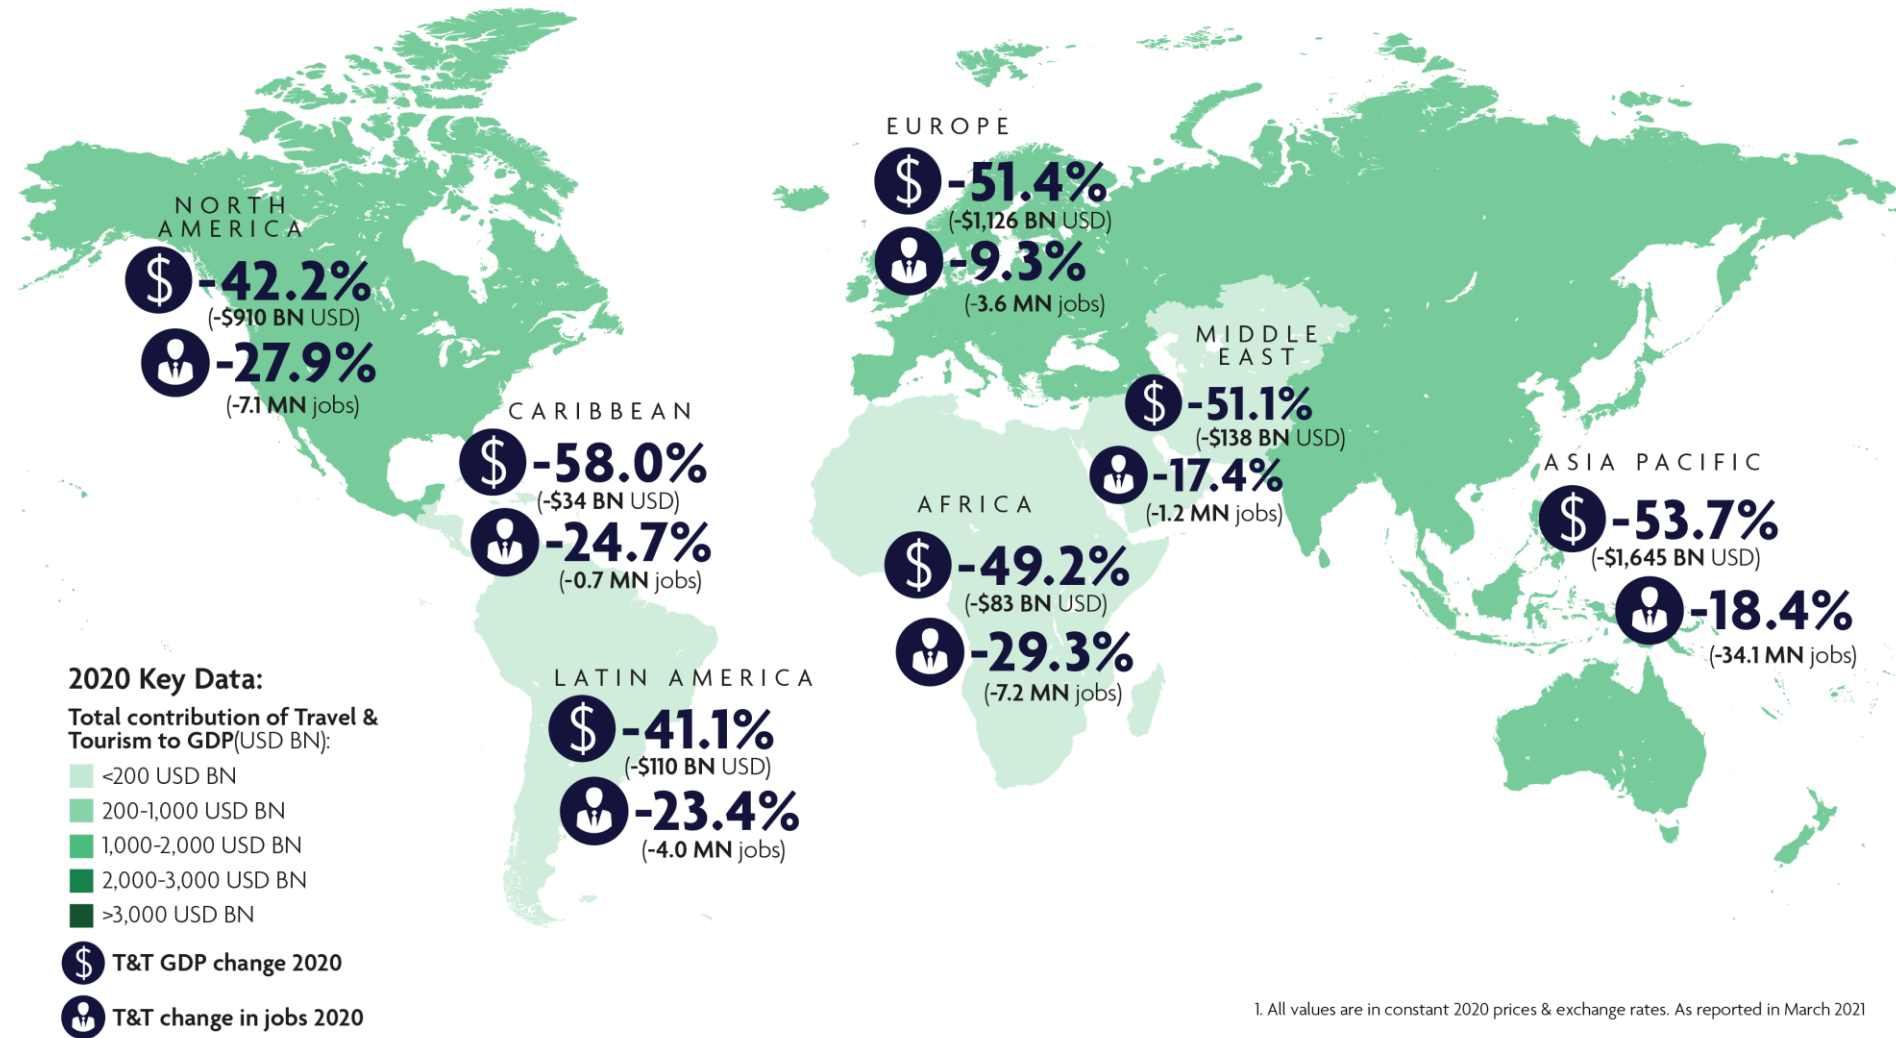 NORTH
AMERICA
$ -42.2%
(-$910 BN USD)
-27.9%
(-7.1 MN jobs)
CARIBBEAN
$ -58.0%
(-$34 BN USD)
-24.7%
(-0.7 MN jobs)
LATIN AMERICA
$ -41.1%
(-$110 BN USD)
-23.4%
(-4.0 MN jobs)
EUROPE
$ -51.4%
(-$1,126 BN USD)
-9.3%
(-3.6 MN jobs)
AFRICA
$ -49.2%
(-$83 BN USD)
-29.3%
(-7.2 MN jobs)
MIDDLE
EAST
$ -51.1%
(-$138 BN USD)
-17.4%
(-1.2 MN jobs)
ASIA PACIFIC
$ -53.7%
(-$1,645 BN USD)
-18.4%
(-34.1 MN jobs)
2020 Key Data:
Total contribution of Travel &
Tourism to GDP(USD BN):
<200 USD BN
200-1,000 USD BN
1,000-2,000 USD BN
2,000-3,000 USD BN
>3,000 USD BN
$ T&T GDP change 2020
T&T change in jobs 2020
1. All values are in constant 2020 prices & exchange rates. As reported in March 2021